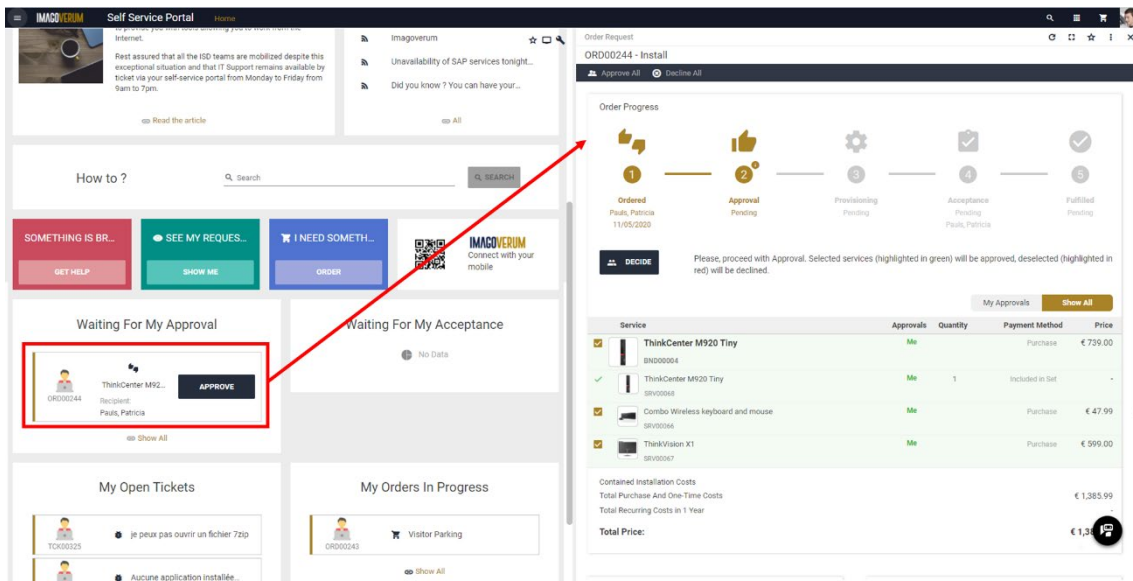 IMAGOVERUM Self Service Portal Home
Internet.
Rest assured that all the ISD teams are mobilized despite this
exceptional situation and that IT Support remains available by
ticket via your self-service portal from Monday to Friday from
9am to 7pm.
Read the article
Imagoverum
Unavailability of SAP services tonight...
Did you know ? You can have your...
All
How to ?
Search
SEARCH
SOMETHING IS BR...
GET HELP
SEE MY REQUES...
SHOW ME
I NEED SOMETH...
ORDER
IMAGOVERUM
Connect with your
mobile
Waiting For My Approval
ORD00244
ThinkCenter M92...
Recipient
Pauls, Patricia
APPROVE
Show All
Waiting For My Acceptance
No Data
My Open Tickets
TCK00325
je peux pas ouvrir un fichier 7zip
Aucune application installée...
My Orders In Progress
ORD00243
Visitor Parking
Show All
Order Request
ORD00244 - Install
Approve All Decline All
Order Progress
1 2 3 4 5
Ordered Approval Provisioning Acceptance Fulfilled
Pauls, Patricia Pending Pending Pending Pending
11/05/2020 Pauls, Patricia
DECIDE
Please, proceed with Approval. Selected services (highlighted in green) will be approved, deselected (highlighted in
red) will be declined.
My Approvals Show All
Service Approvals Quantity Payment Method Price
ThinkCenter M920 Tiny Me Purchase € 739.00
BND00004
ThinkCenter M920 Tiny Me 1 Included in Set -
SRV00068
Combo Wireless keyboard and mouse Me Purchase € 47.99
SRV00066
ThinkVision X1 Me Purchase € 599.00
SRV00067
Contained Installation Costs
Total Purchase And One-Time Costs € 1,385.99
Total Recurring Costs in 1 Year -
Total Price: € 1,38